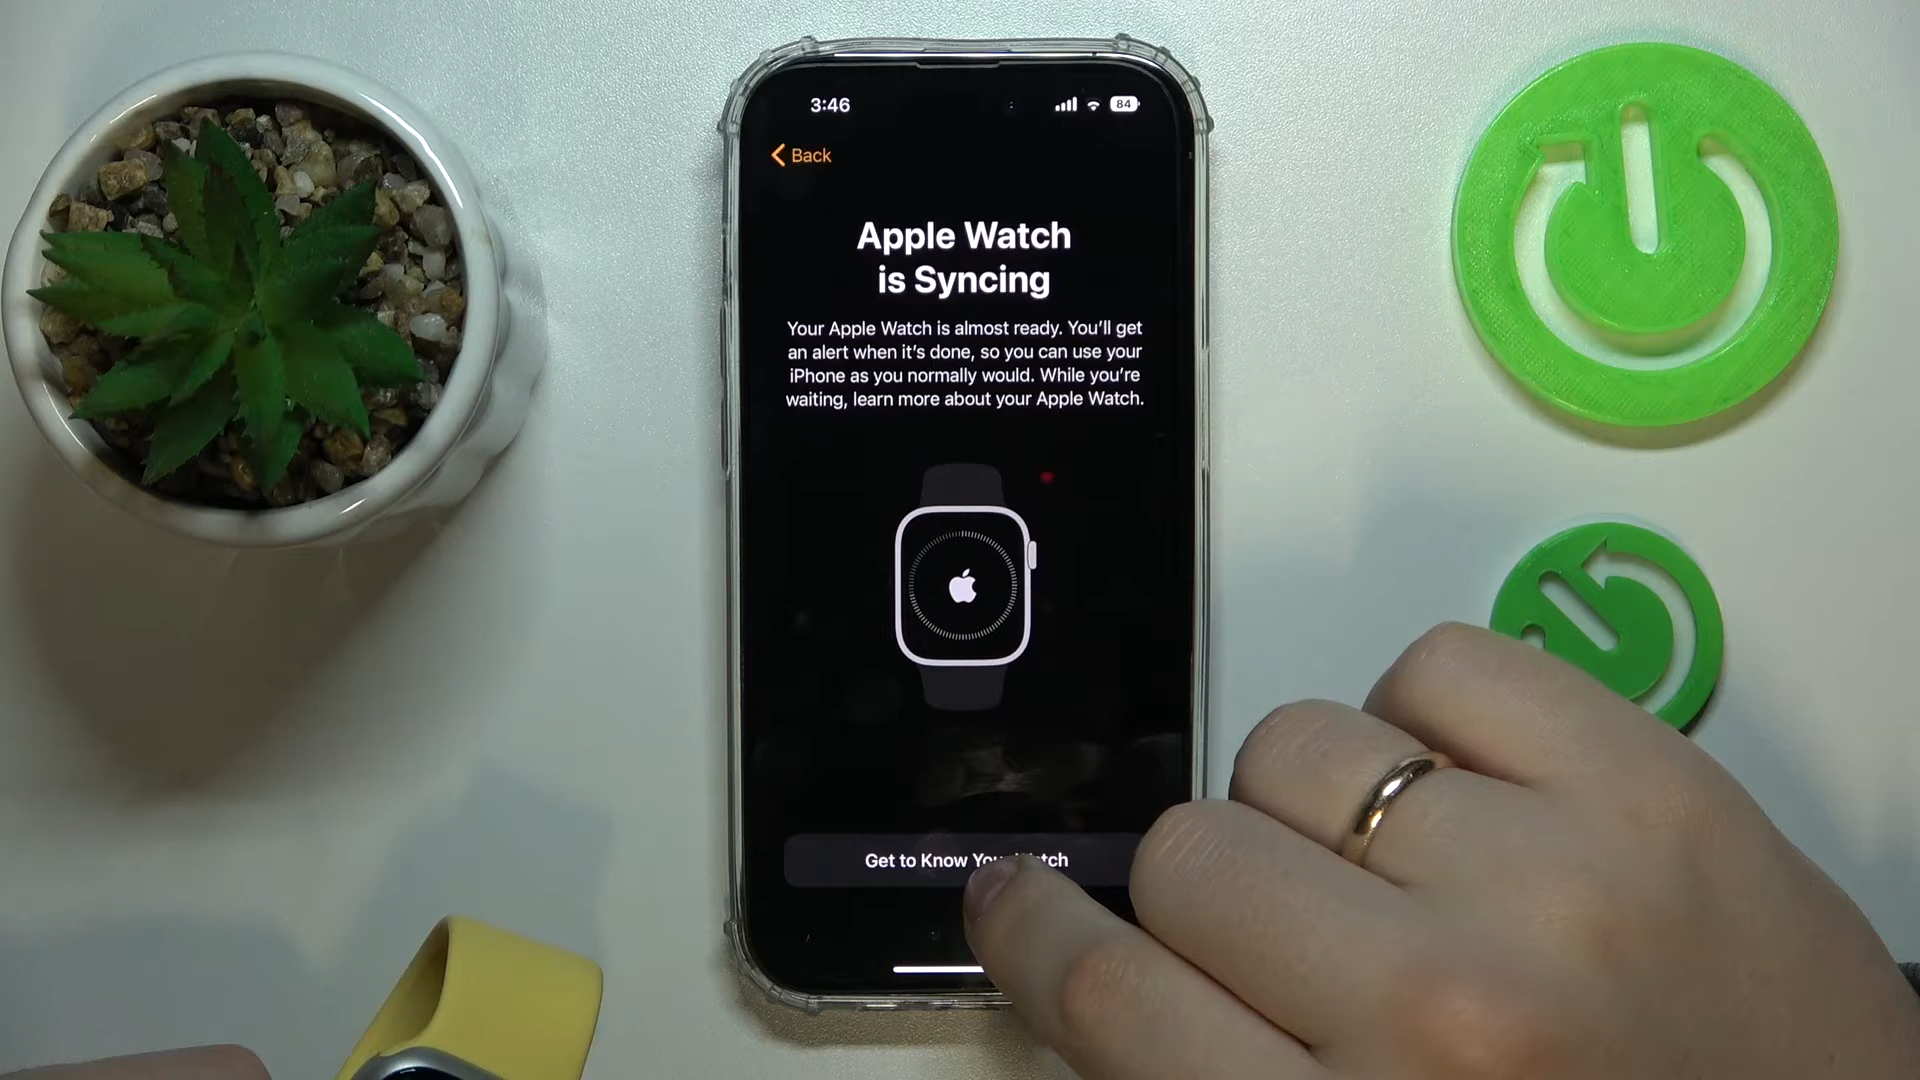 3:46
84
Back
Apple Watch
is Syncing
Your Apple Watch is almost ready. You'll get
an alert when it's done, so you can use your
iPhone as you normally would. While you're
waiting, learn more about your Apple Watch.
Get to Know